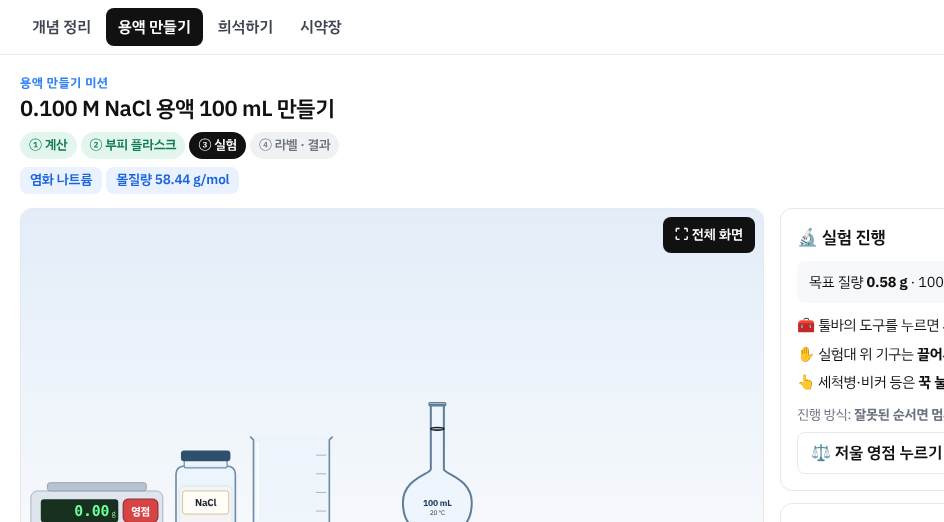 개념 정리 용액 만들기 희석하기 시약장
용액 만들기 미션
0.100 M NaCl 용액 100 mL 만들기
① 계산 ② 부피 플라스크 ③ 실험 ④ 라벨 · 결과
염화 나트륨 몰질량 58.44 g/mol
전체 화면
NaCl
0.00 g 영점
100 mL
20 °C
🔬 실험 진행
목표 질량 0.58 g · 100
🧰 툴바의 도구를 누르면
✋ 실험대 위 기구는 끌어
👆 세척병·비커 등은 꾹
진행 방식: 잘못된 순서면
⚖️ 저울 영점 누르기